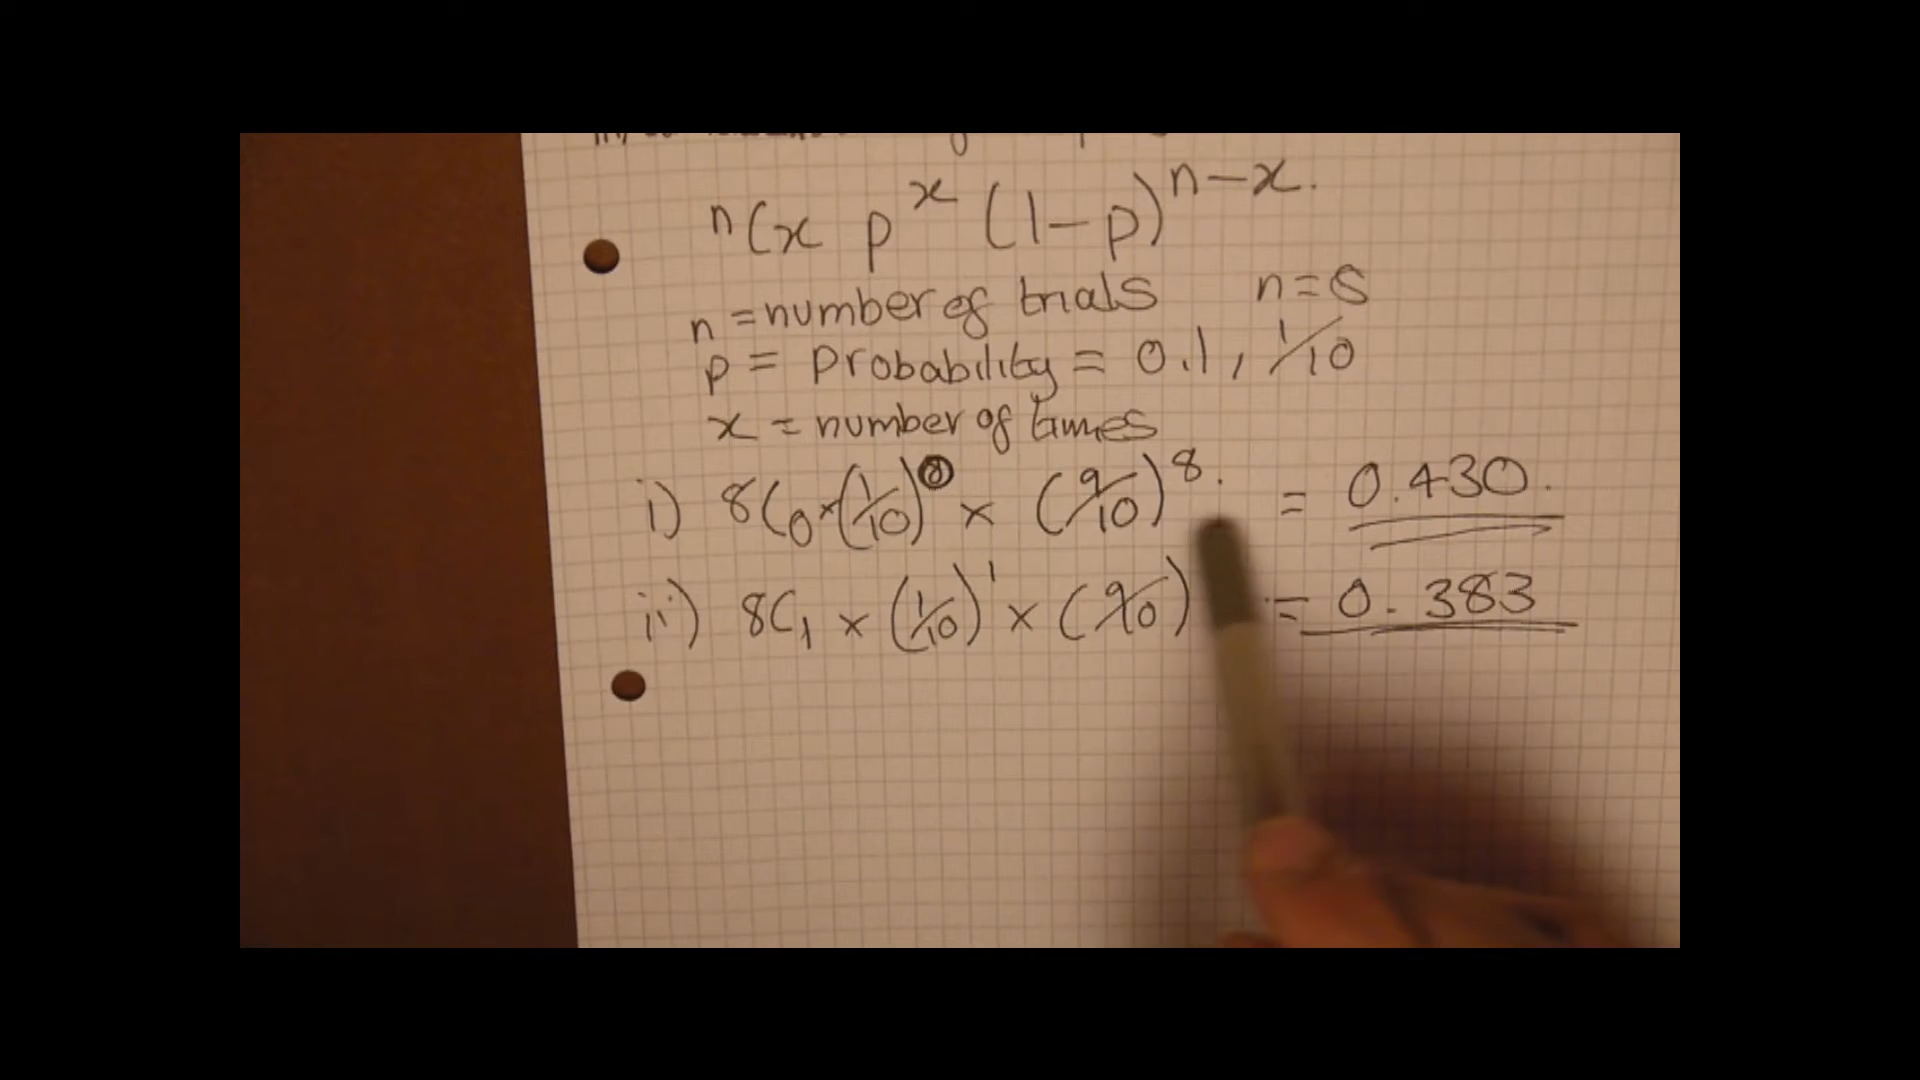 nCx p^x (1-p)^n-x.
n = number of trials n = 8
p = Probability = 0.1, 1/10
x = number of times
i) 8C0 × (1/10)^0 × (9/10)^8. = 0.430.
ii) 8C1 × (1/10)^1 × (9/10) = 0.383